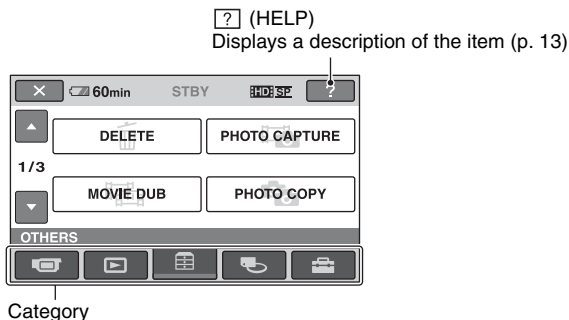 ? (HELP)
Displays a description of the item (p. 13)
60min STBY HD SP ?
DELETE PHOTO CAPTURE
1/3
MOVIE DUB PHOTO COPY
OTHERS
Category